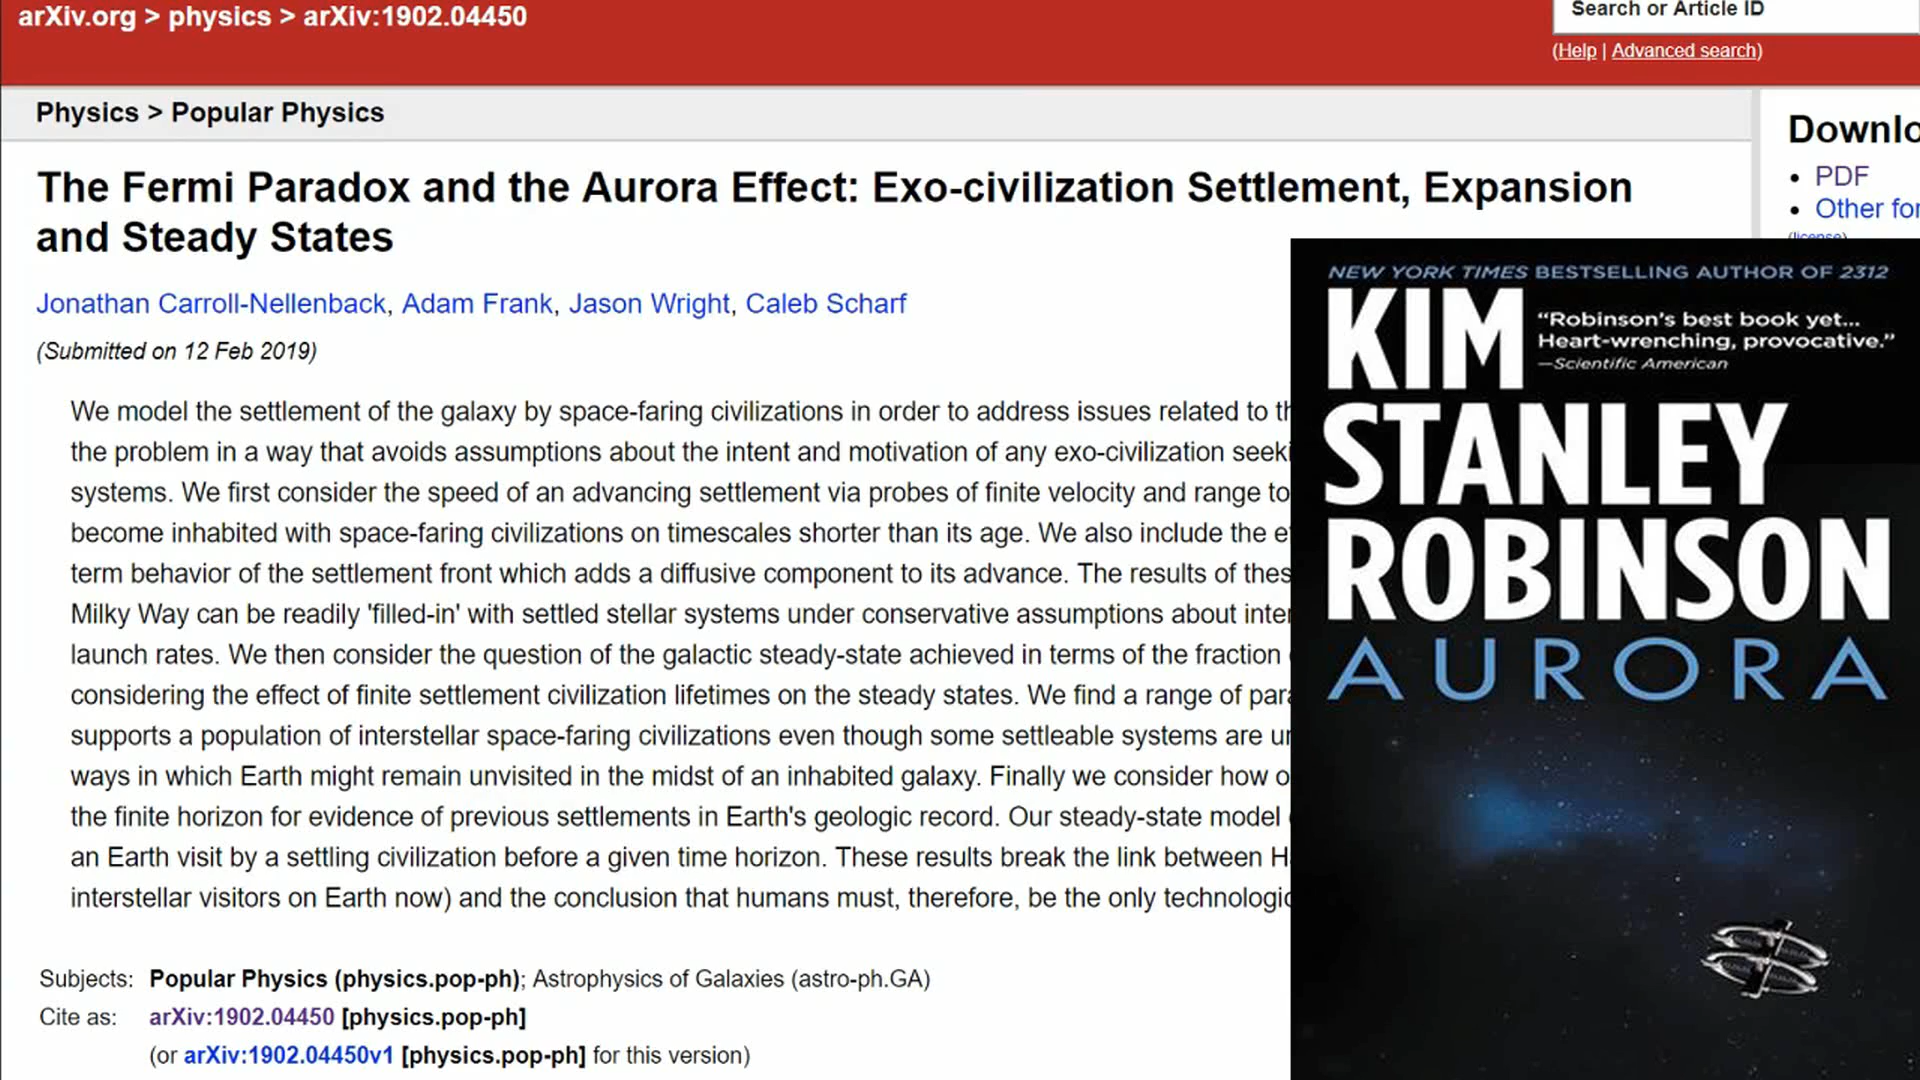 arXiv.org > physics > arXiv:1902.04450
Search or Article ID
(Help | Advanced search)
Physics > Popular Physics
The Fermi Paradox and the Aurora Effect: Exo-civilization Settlement, Expansion
and Steady States
Jonathan Carroll-Nellenback, Adam Frank, Jason Wright, Caleb Scharf
(Submitted on 12 Feb 2019)
We model the settlement of the galaxy by space-faring civilizations in order to address issues related to
the problem in a way that avoids assumptions about the intent and motivation of any exo-civilization
systems. We first consider the speed of an advancing settlement via probes of finite velocity and range to
become inhabited with space-faring civilizations on timescales shorter than its age. We also include the
term behavior of the settlement front which adds a diffusive component to its advance. The results of
Milky Way can be readily 'filled-in' with settled stellar systems under conservative assumptions about
launch rates. We then consider the question of the galactic steady-state achieved in terms of the fraction
considering the effect of finite settlement civilization lifetimes on the steady states. We find a range of
supports a population of interstellar space-faring civilizations even though some settleable systems are
ways in which Earth might remain unvisited in the midst of an inhabited galaxy. Finally we consider how
the finite horizon for evidence of previous settlements in Earth's geologic record. Our steady-state model
an Earth visit by a settling civilization before a given time horizon. These results break the link between
interstellar visitors on Earth now) and the conclusion that humans must, therefore, be the only
Subjects: Popular Physics (physics.pop-ph); Astrophysics of Galaxies (astro-ph.GA)
Cite as: arXiv:1902.04450 [physics.pop-ph]
(or arXiv:1902.04450v1 [physics.pop-ph] for this version)
Downlo
• PDF
• Other for
(license)
NEW YORK TIMES BESTSELLING AUTHOR OF 2312
KIM
"Robinson's best book yet...
Heart-wrenching, provocative."
—Scientific American
STANLEY
ROBINSON
AURORA